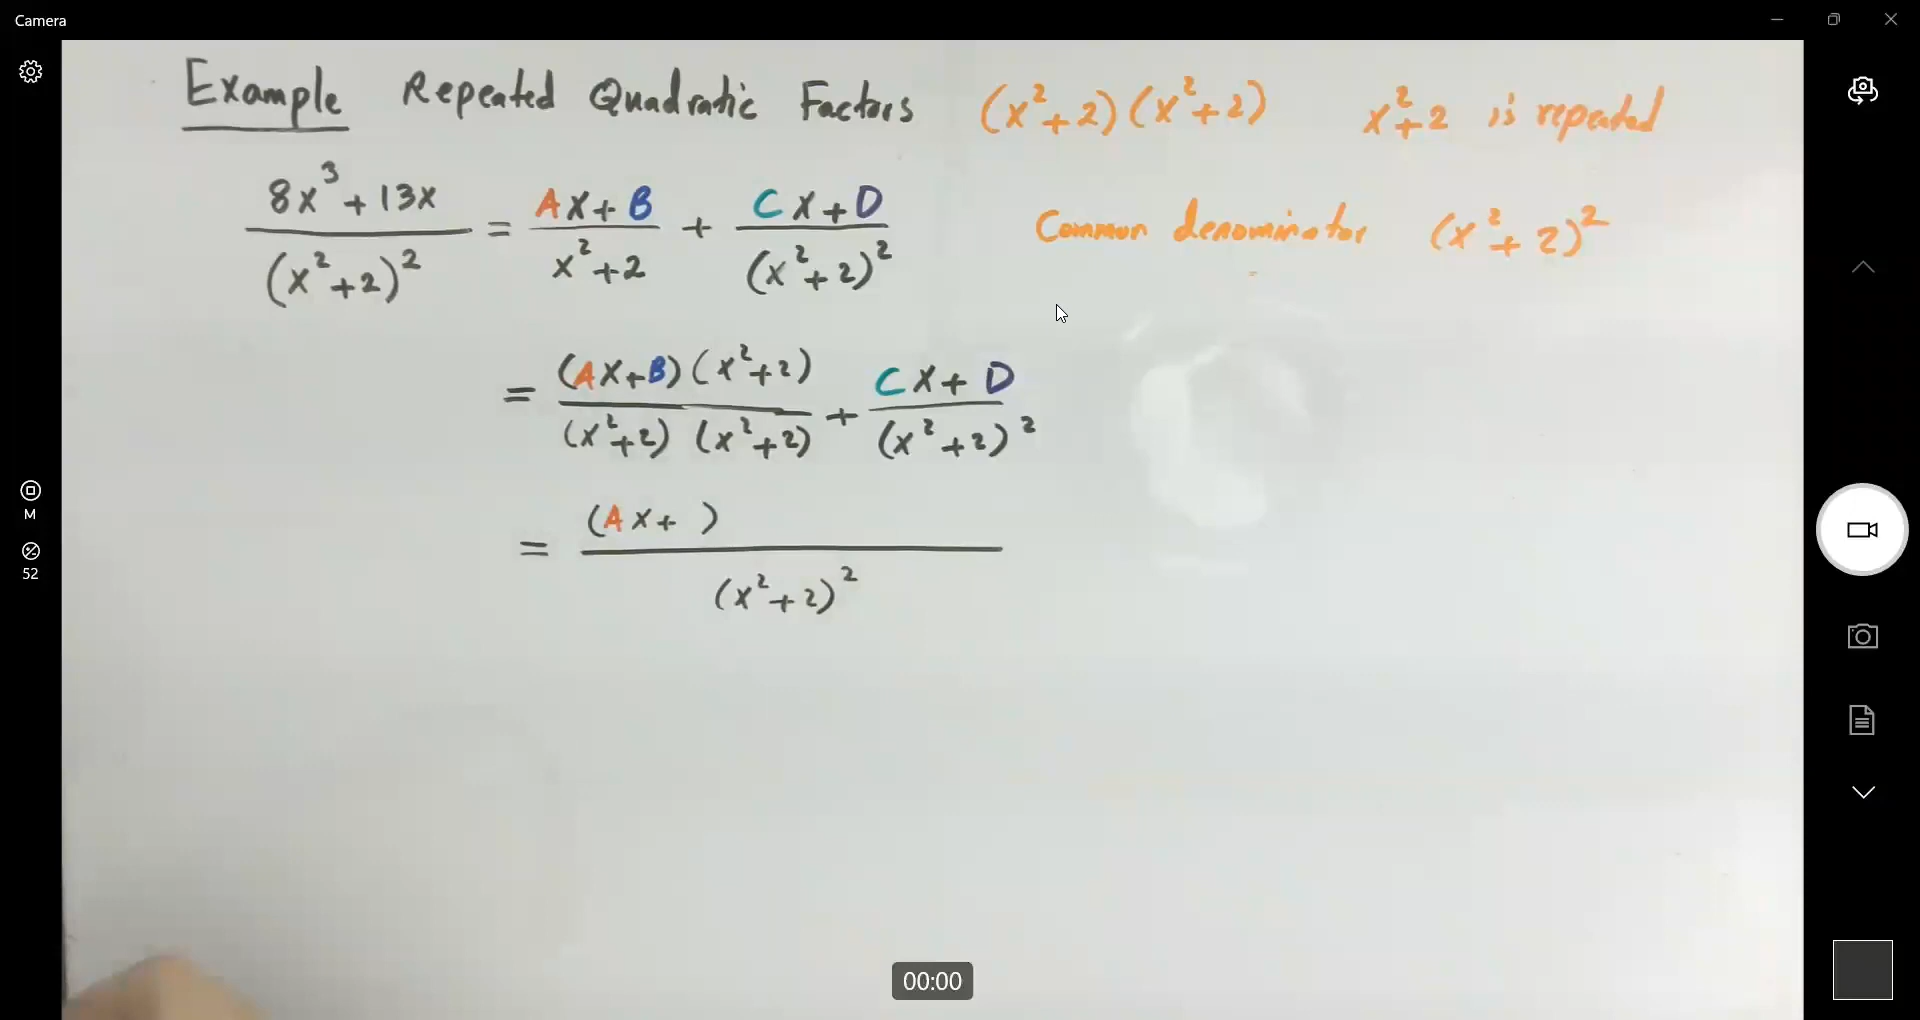 Camera
Example Repeated Quadratic Factors (x²+2)(x²+2) x²+2 is repeated
(8x³+13x)/(x²+2)² = (Ax+B)/(x²+2) + (Cx+D)/(x²+2)² Common denominator (x²+2)²
= (Ax+B)(x²+2)/(x²+2)(x²+2) + (Cx+D)/(x²+2)²
= (Ax+ )/(x²+2)²
M
52
00:00